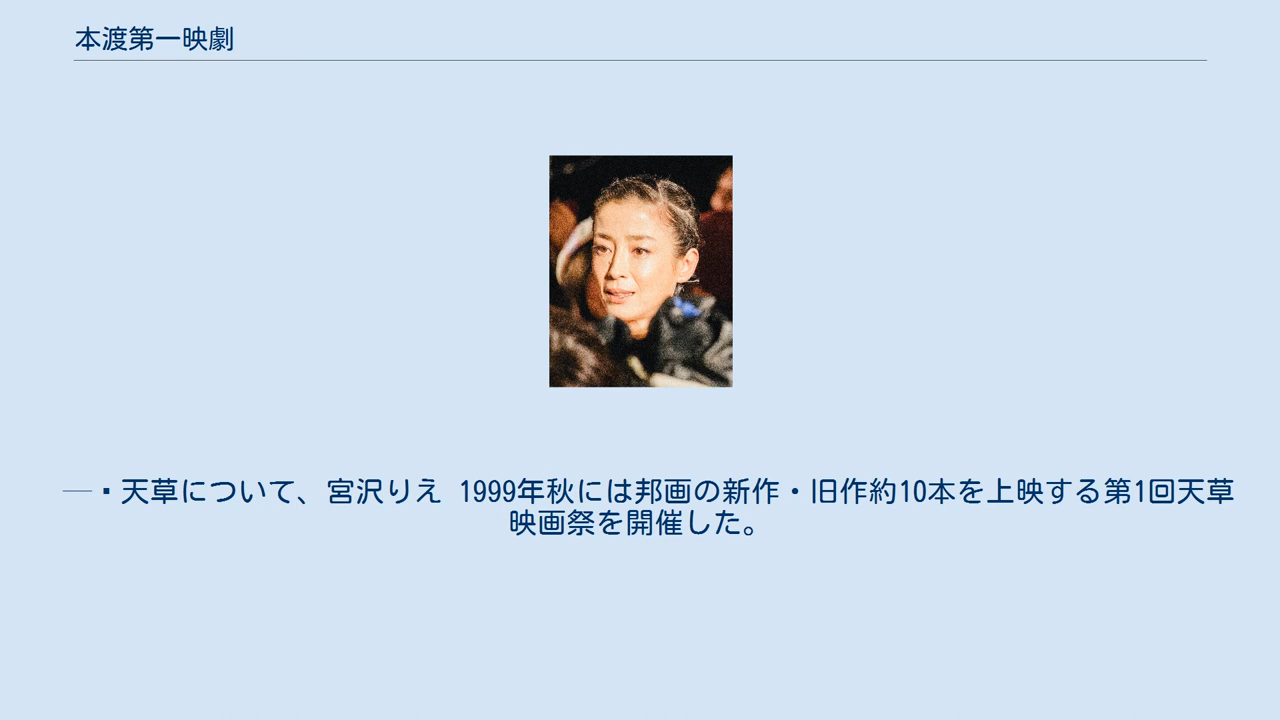 本渡第一映劇
―▪天草について、宮沢りえ 1999年秋には邦画の新作・旧作約10本を上映する第1回天草
映画祭を開催した。